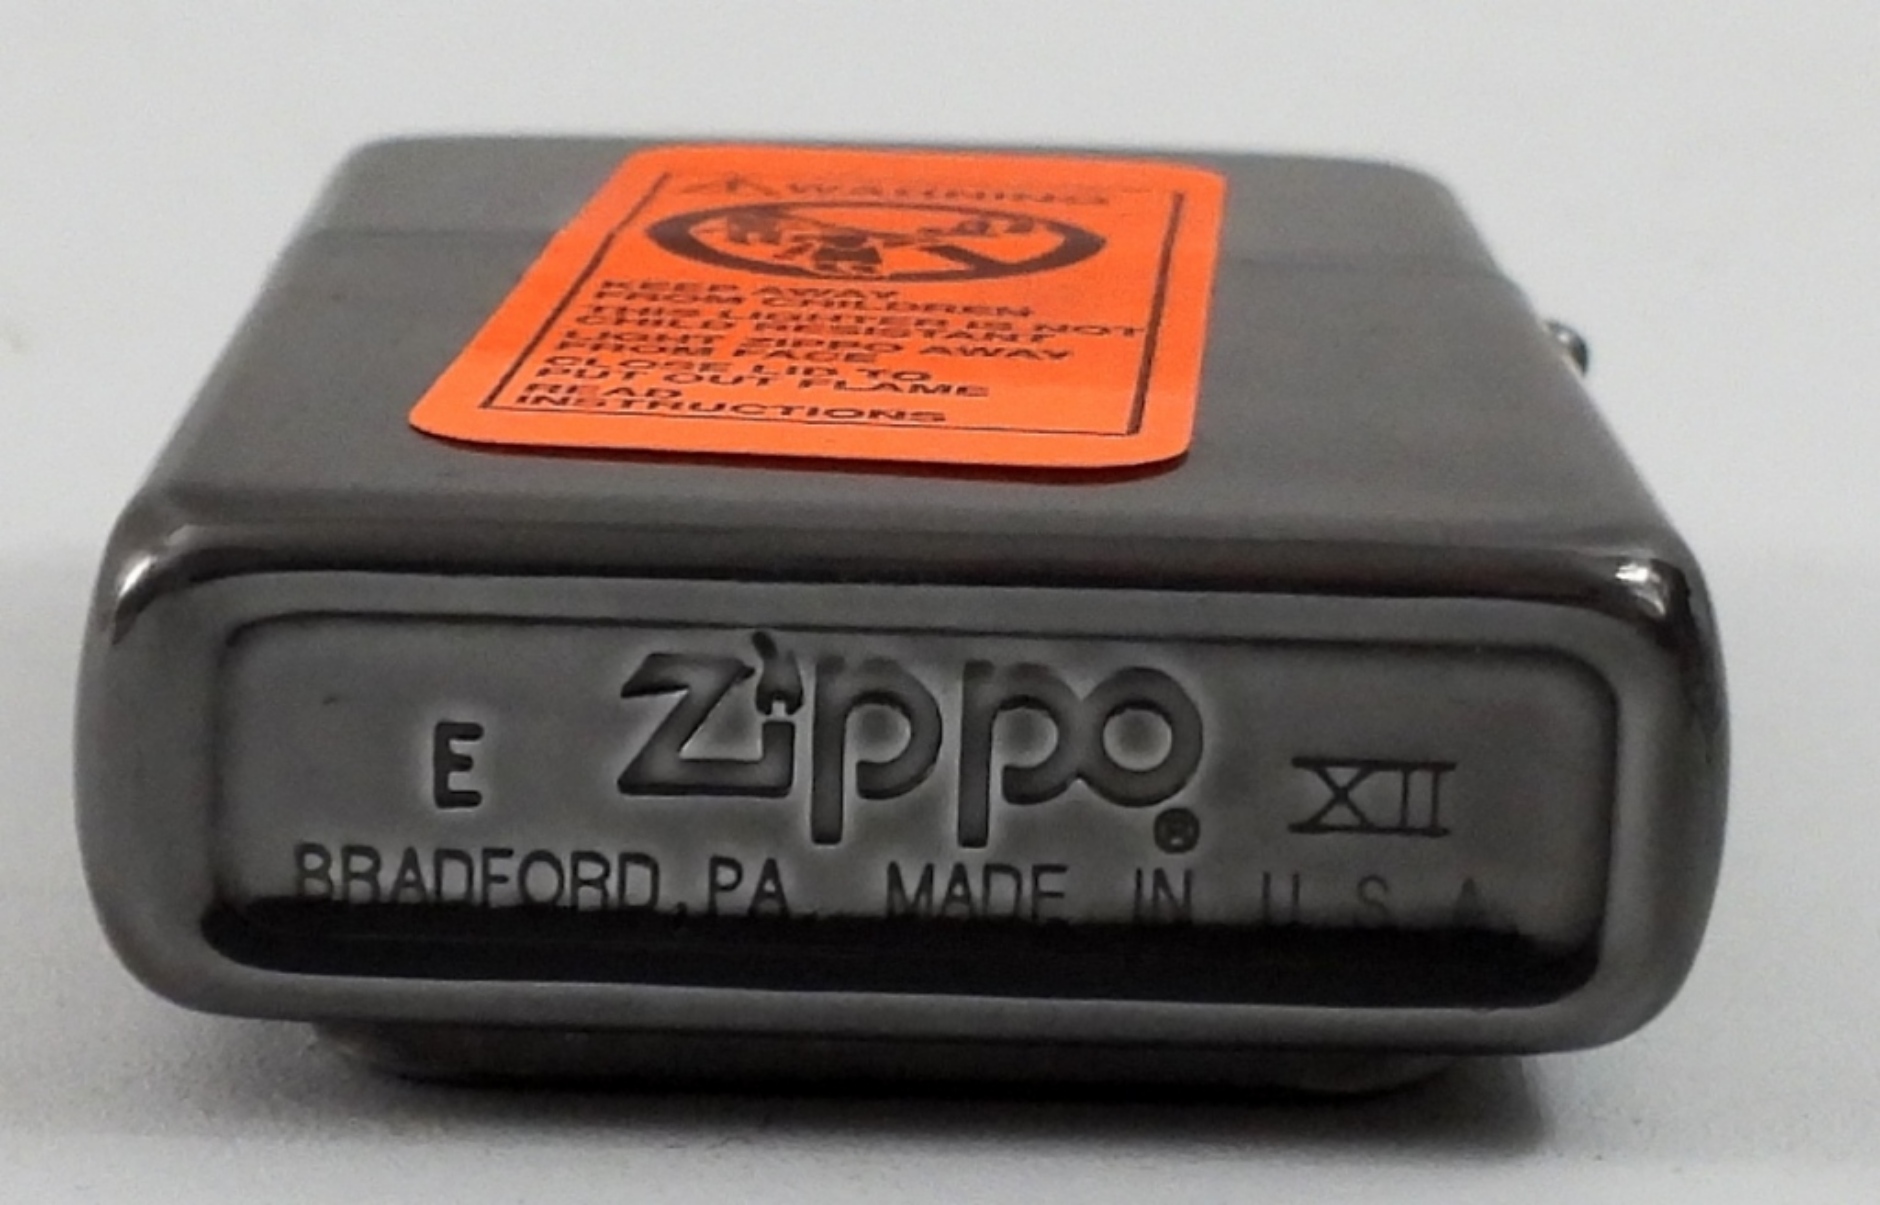 WARNING
KEEP AWAY
FROM CHILDREN
THIS LIGHTER IS NOT
CHILD RESISTANT
LIGHT ZIPPO AWAY
FROM FACE
CLOSE LID TO
PUT OUT FLAME
READ
INSTRUCTIONS
E Zippo® XII
BRADFORD, PA. MADE IN U.S.A.